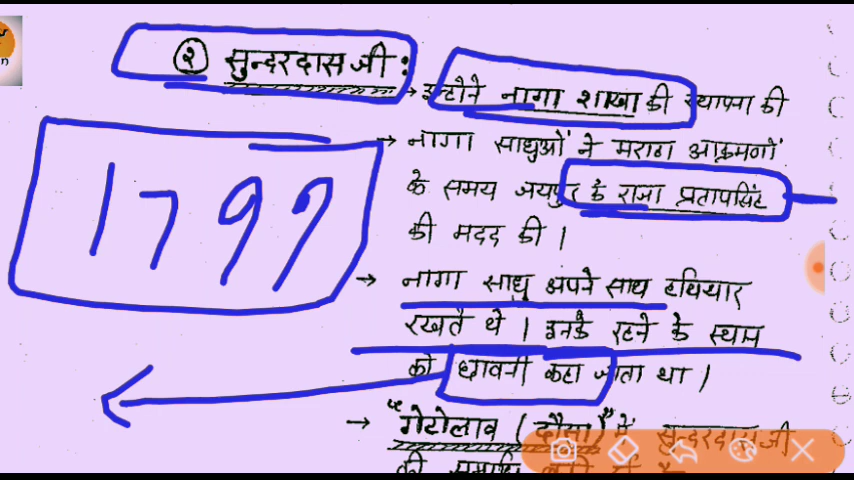 ② सुन्दरदास जी :
→ इन्होंने नागा शाखा की स्थापना की
→ नागा साधुओं ने मराठा आक्रमणों
के समय जयपुर के राजा प्रतापसिंह
की मदद की।
1799
→ नागा साधु अपने साथ हथियार
रखते थे। इनके रहने के स्थान
को छावनी कहा जाता था।
→ "गेटोलाव (दौसा)" में सुन्दरदास जी
की